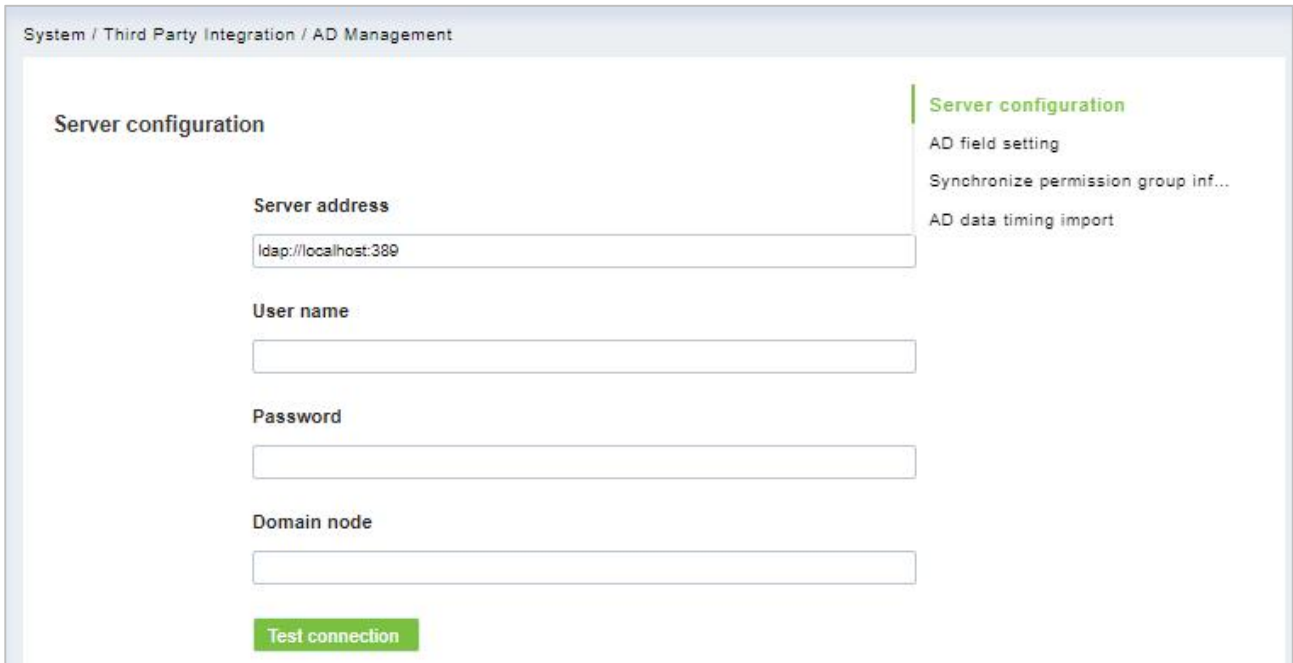 System / Third Party Integration / AD Management
Server configuration
Server address
ldap://localhost:389
User name
Password
Domain node
Test connection
Server configuration
AD field setting
Synchronize permission group inf...
AD data timing import